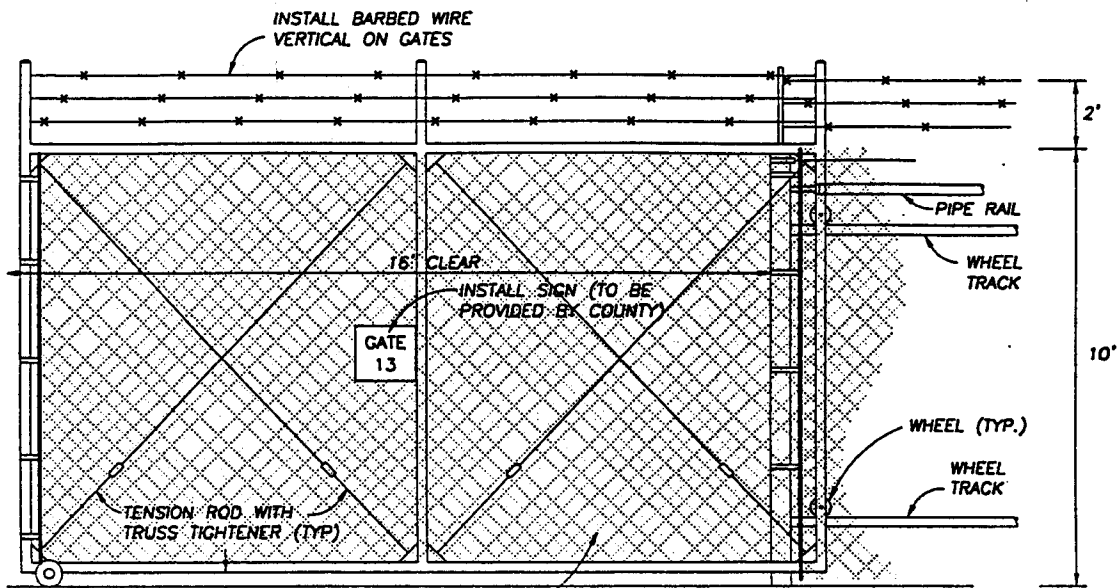 INSTALL BARBED WIRE
VERTICAL ON GATES
2'
PIPE RAIL
WHEEL
TRACK
16' CLEAR
INSTALL SIGN (TO BE
PROVIDED BY COUNTY)
GATE
13
10'
WHEEL (TYP.)
WHEEL
TRACK
TENSION ROD WITH
TRUSS TIGHTENER (TYP)